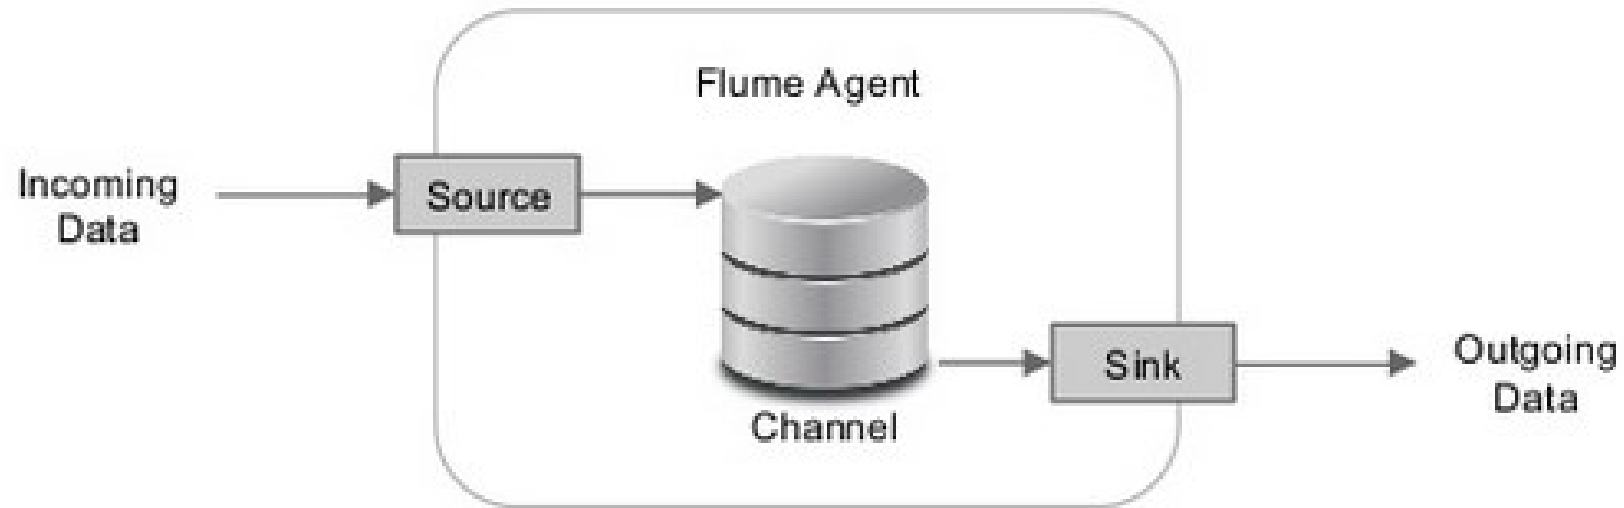 Flume Agent
Incoming
Data
Source
Channel
Sink
Outgoing
Data